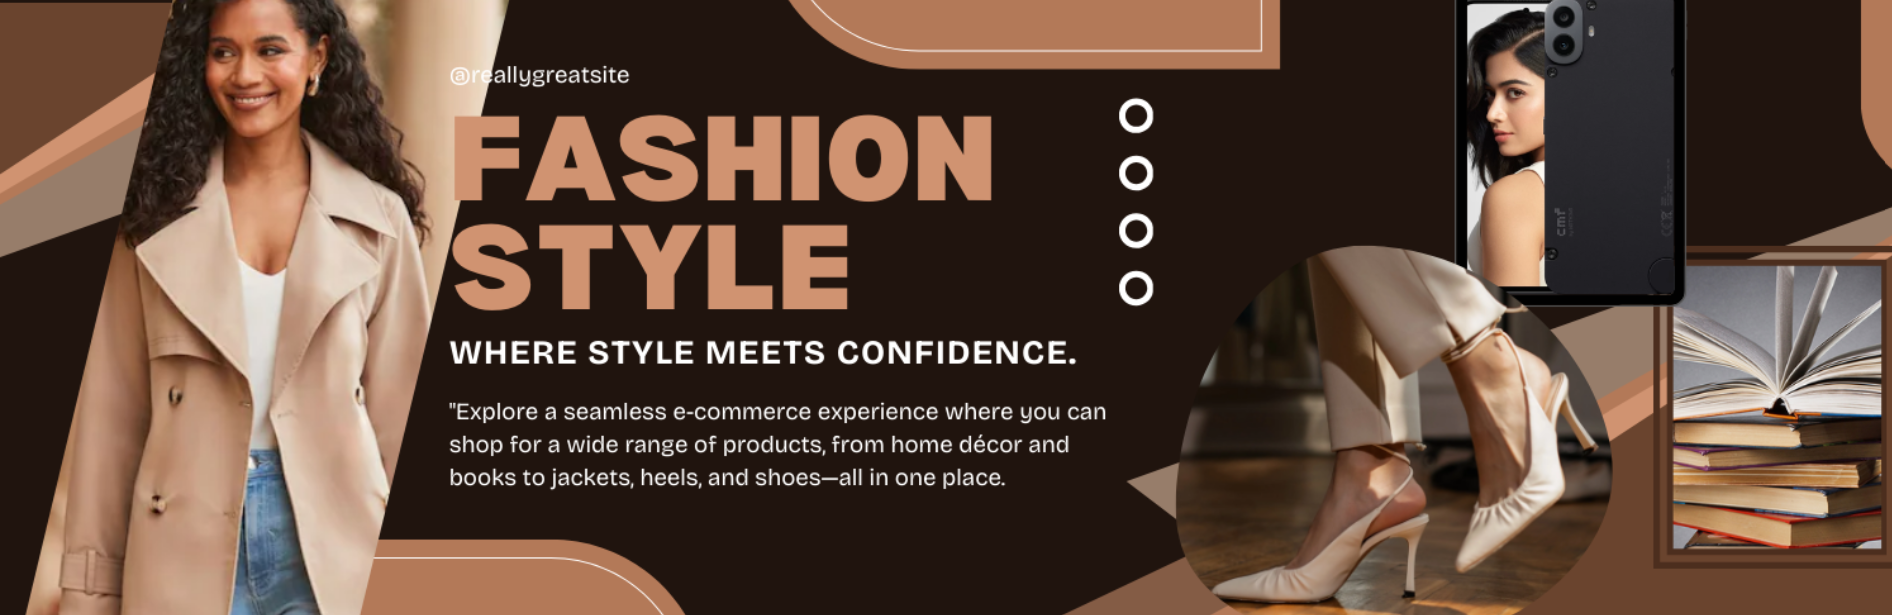 @reallygreatsite
FASHION
STYLE
WHERE STYLE MEETS CONFIDENCE.
"Explore a seamless e-commerce experience where you can
shop for a wide range of products, from home décor and
books to jackets, heels, and shoes—all in one place.
cmf